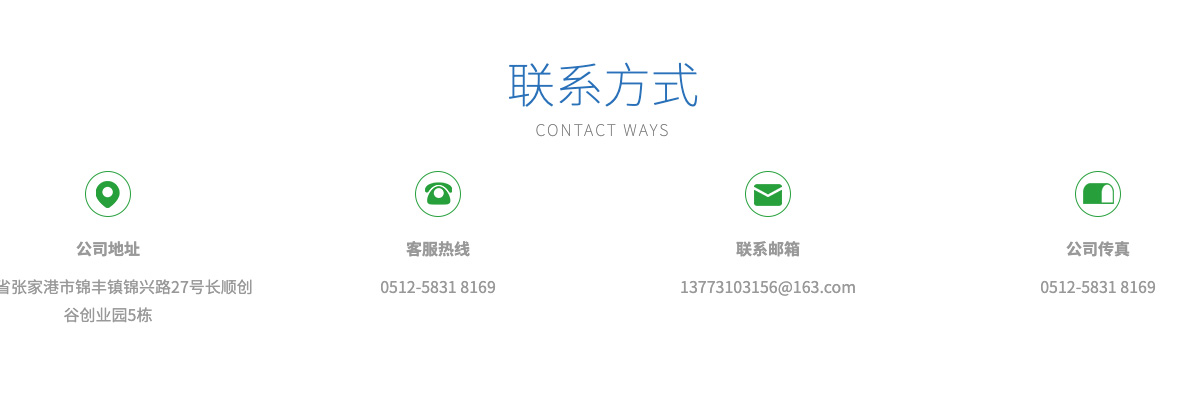 联系方式
CONTACT WAYS
公司地址
客服热线
联系邮箱
公司传真
省张家港市锦丰镇锦兴路27号长顺创
谷创业园5栋
0512-5831 8169
13773103156@163.com
0512-5831 8169